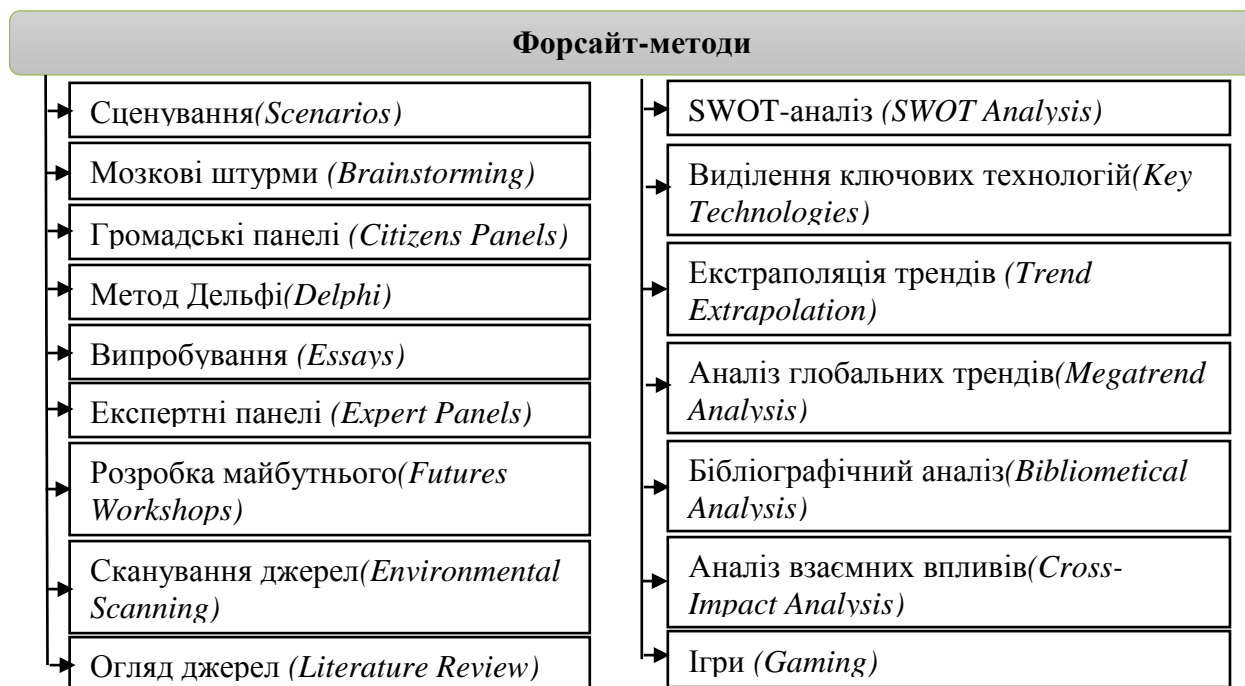 Форсайт-методи
Сценування(Scenarios)
Мозкові штурми (Brainstorming)
Громадські панелі (Citizens Panels)
Метод Дельфі(Delphi)
Випробування (Essays)
Експертні панелі (Expert Panels)
Розробка майбутнього(Futures
Workshops)
Сканування джерел(Environmental
Scanning)
Огляд джерел (Literature Review)
SWOT-аналіз (SWOT Analysis)
Виділення ключових технологій(Key
Technologies)
Екстраполяція трендів (Trend
Extrapolation)
Аналіз глобальних трендів(Megatrend
Analysis)
Бібліографічний аналіз(Bibliometical
Analysis)
Аналіз взаємних впливів(Cross-
Impact Analysis)
Ігри (Gaming)